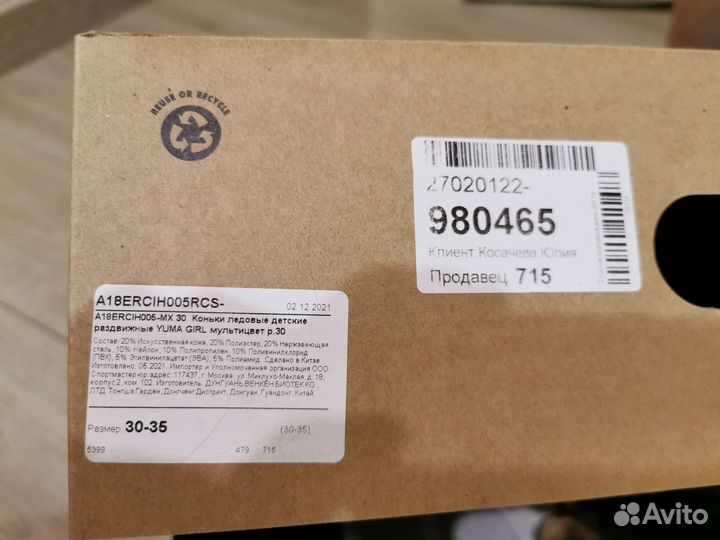 REUSE OR RECYCLE
27020122-
980465
Клиент:Косачева Юлия
Продавец 715
A18ERCIH005RCS-
02.12.2021
A18ERCIH005-MX 30 Коньки ледовые детские
раздвижные YUMA GIRL мультицвет р.30
Состав: 20% Искусственная кожа, 20% Полиэстер, 20% Нержавеющая
сталь, 10% Нейлон, 10% Полипропилен, 10% Поливинилхлорид
(ПВХ), 5% Этилвинилацетат (ЭВА), 5% Полиамид. Сделано в Китае
Изготовлено: 05.2021. Импортер и Уполномоченная организация ООО
Спортмастер,юр.адрес: 117437, г. Москва, ул. Миклухо-Маклая, д. 18,
корпус 2, ком. 102. Изготовитель: ДУНГУАНЬ ВЕНКЕН БИОТЕК КО.,
ЛТД. Тонгша Гарден, Донгченг Дистрикт, Донгуан, Гуандонг, Китай.
Размер: 30-35 (30-35)
5399 479 715
Avito